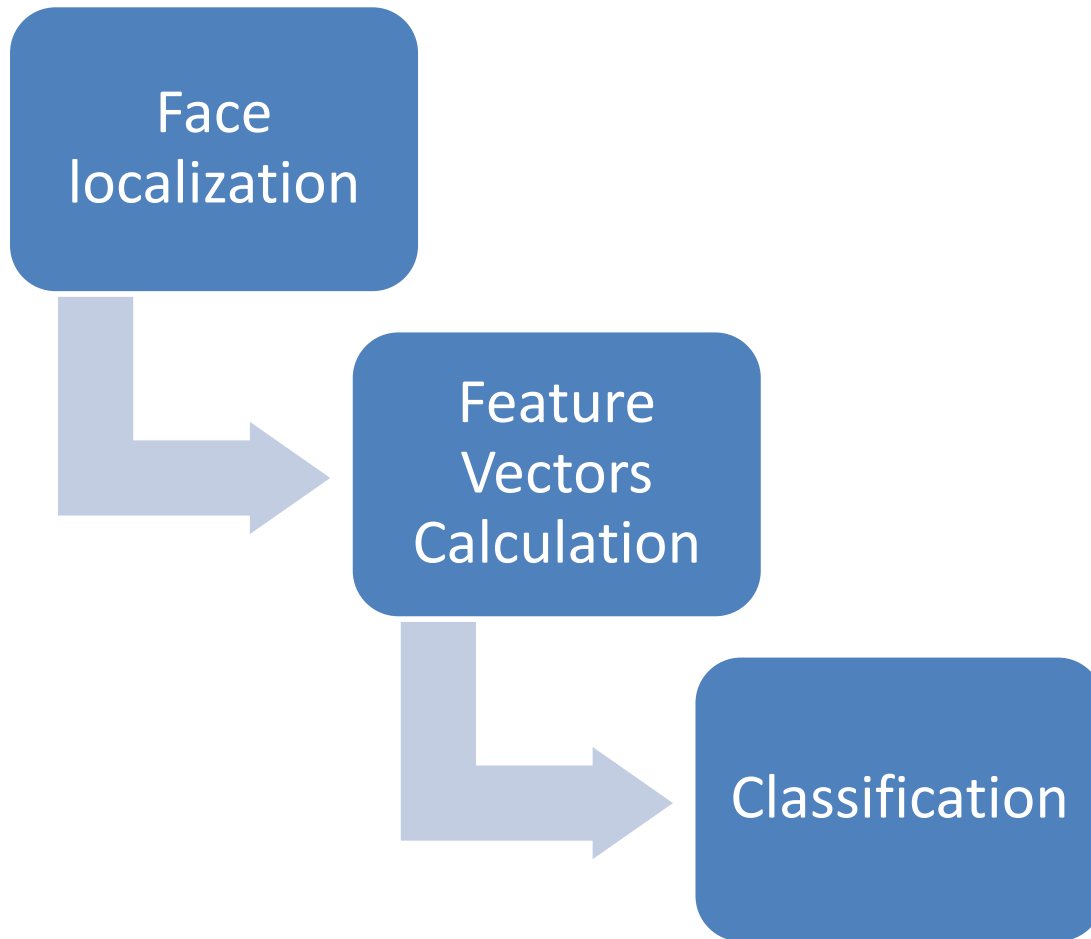 Face
localization
Feature
Vectors
Calculation
Classification